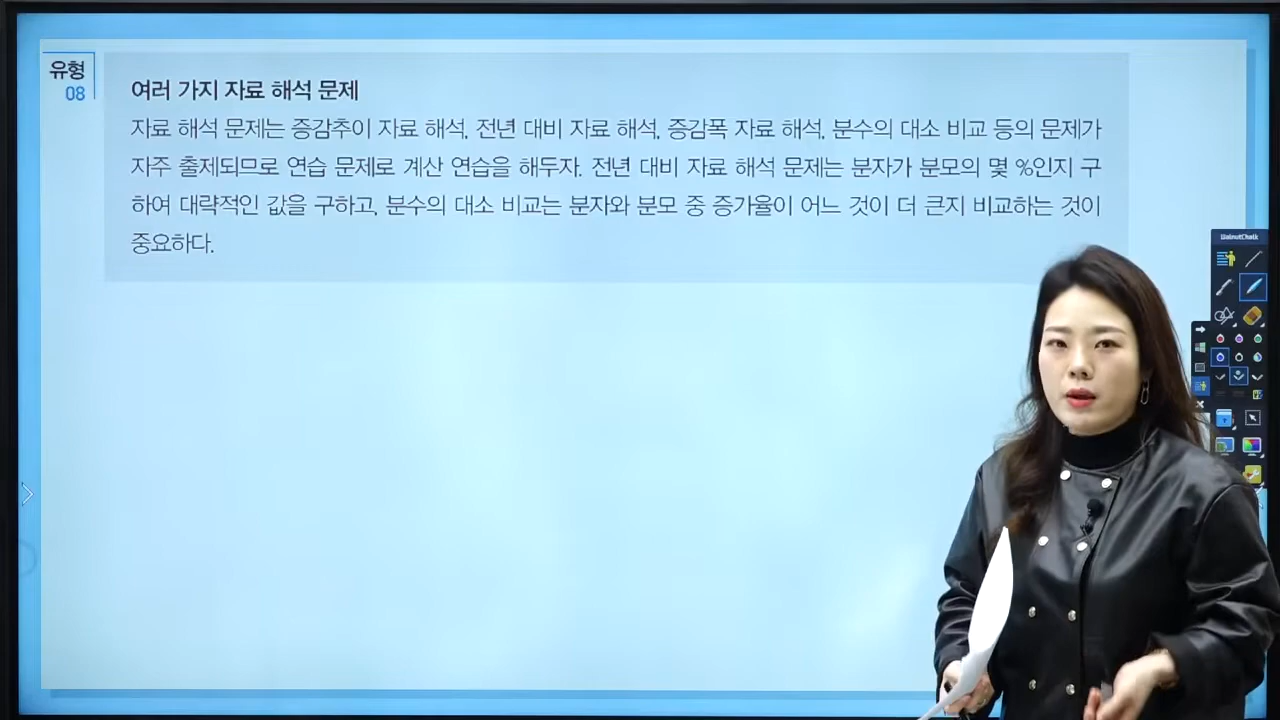 유형
08
여러 가지 자료 해석 문제
자료 해석 문제는 증감추이 자료 해석, 전년 대비 자료 해석, 증감폭 자료 해석, 분수의 대소 비교 등의 문제가
자주 출제되므로 연습 문제로 계산 연습을 해두자. 전년 대비 자료 해석 문제는 분자가 분모의 몇 %인지 구
하여 대략적인 값을 구하고, 분수의 대소 비교는 분자와 분모 중 증가율이 어느 것이 더 큰지 비교하는 것이
중요하다.
WalnutChalk